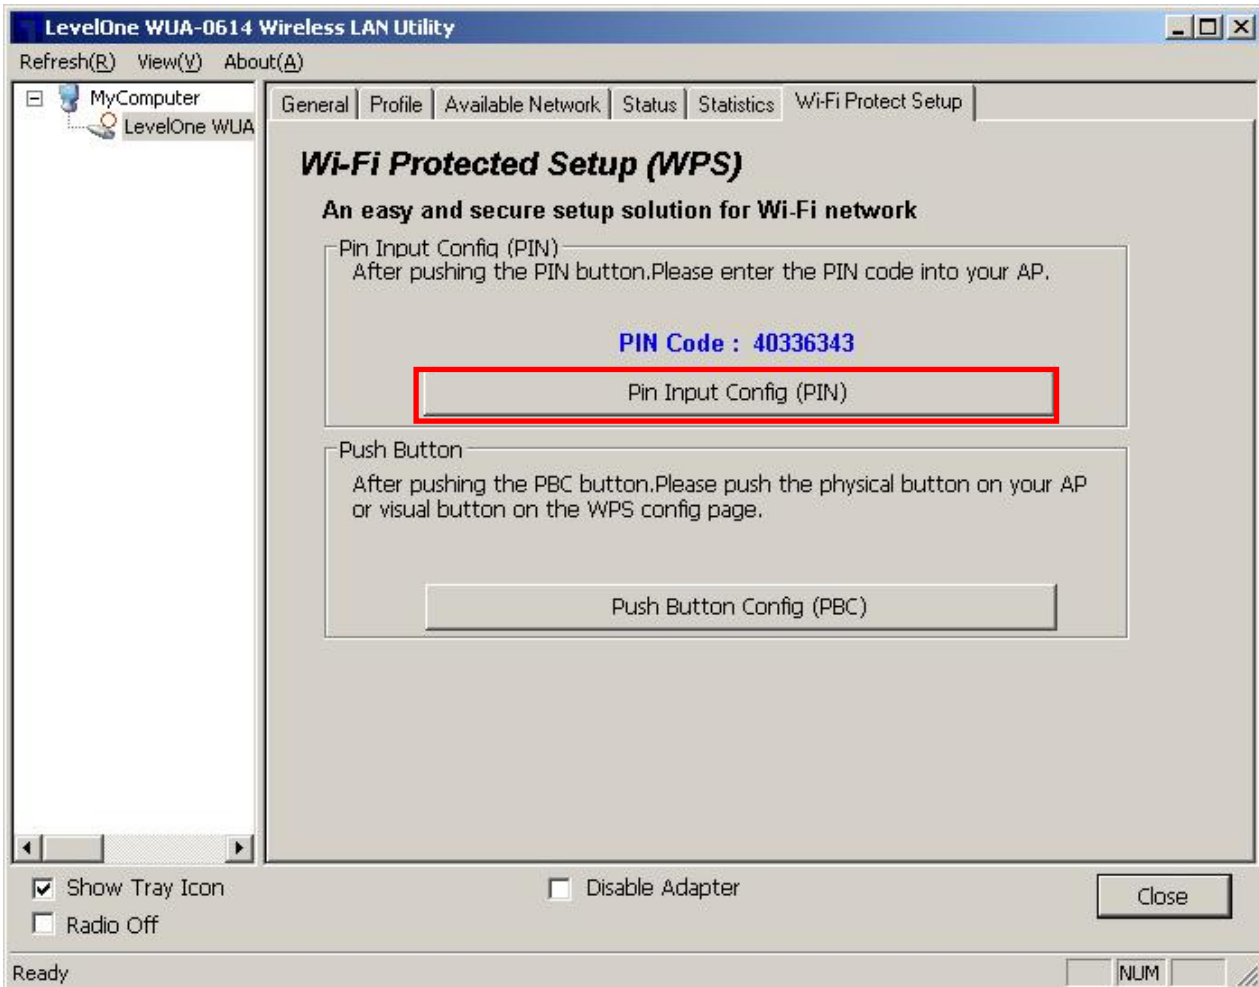 LevelOne WUA-0614 Wireless LAN Utility
Refresh(R) View(V) About(A)
MyComputer
LevelOne WUA
General Profile Available Network Status Statistics Wi-Fi Protect Setup
Wi-Fi Protected Setup (WPS)
An easy and secure setup solution for Wi-Fi network
Pin Input Config (PIN)
After pushing the PIN button.Please enter the PIN code into your AP.
PIN Code : 40336343
Pin Input Config (PIN)
Push Button
After pushing the PBC button.Please push the physical button on your AP
or visual button on the WPS config page.
Push Button Config (PBC)
Show Tray Icon
Disable Adapter
Close
Radio Off
Ready
NUM